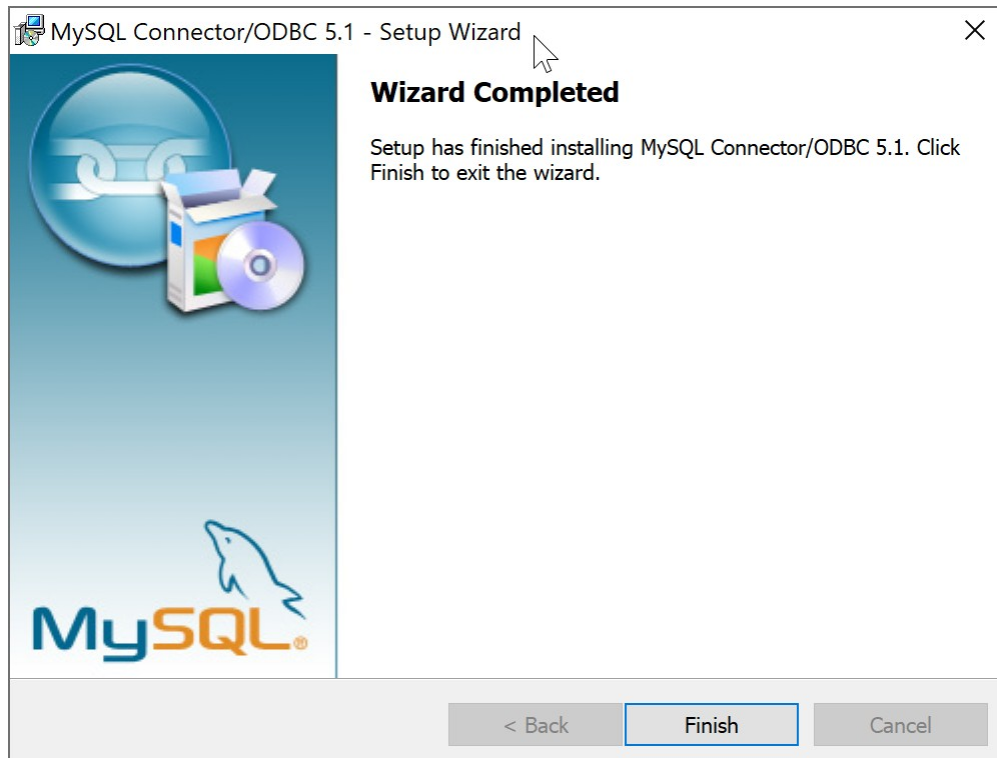 MySQL Connector/ODBC 5.1 - Setup Wizard
Wizard Completed
Setup has finished installing MySQL Connector/ODBC 5.1. Click
Finish to exit the wizard.
MySQL®
< Back
Finish
Cancel